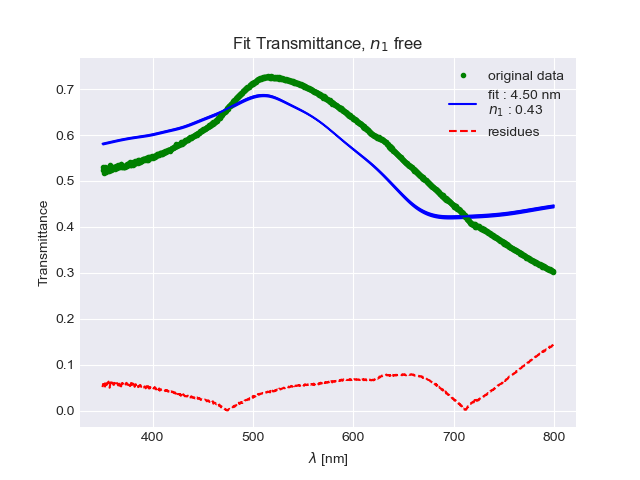 Fit Transmittance, n₁ free
original data
fit : 4.50 nm
n₁ : 0.43
residues
Transmittance
0.7
0.6
0.5
0.4
0.3
0.2
0.1
0.0
400 500 600 700 800
λ [nm]